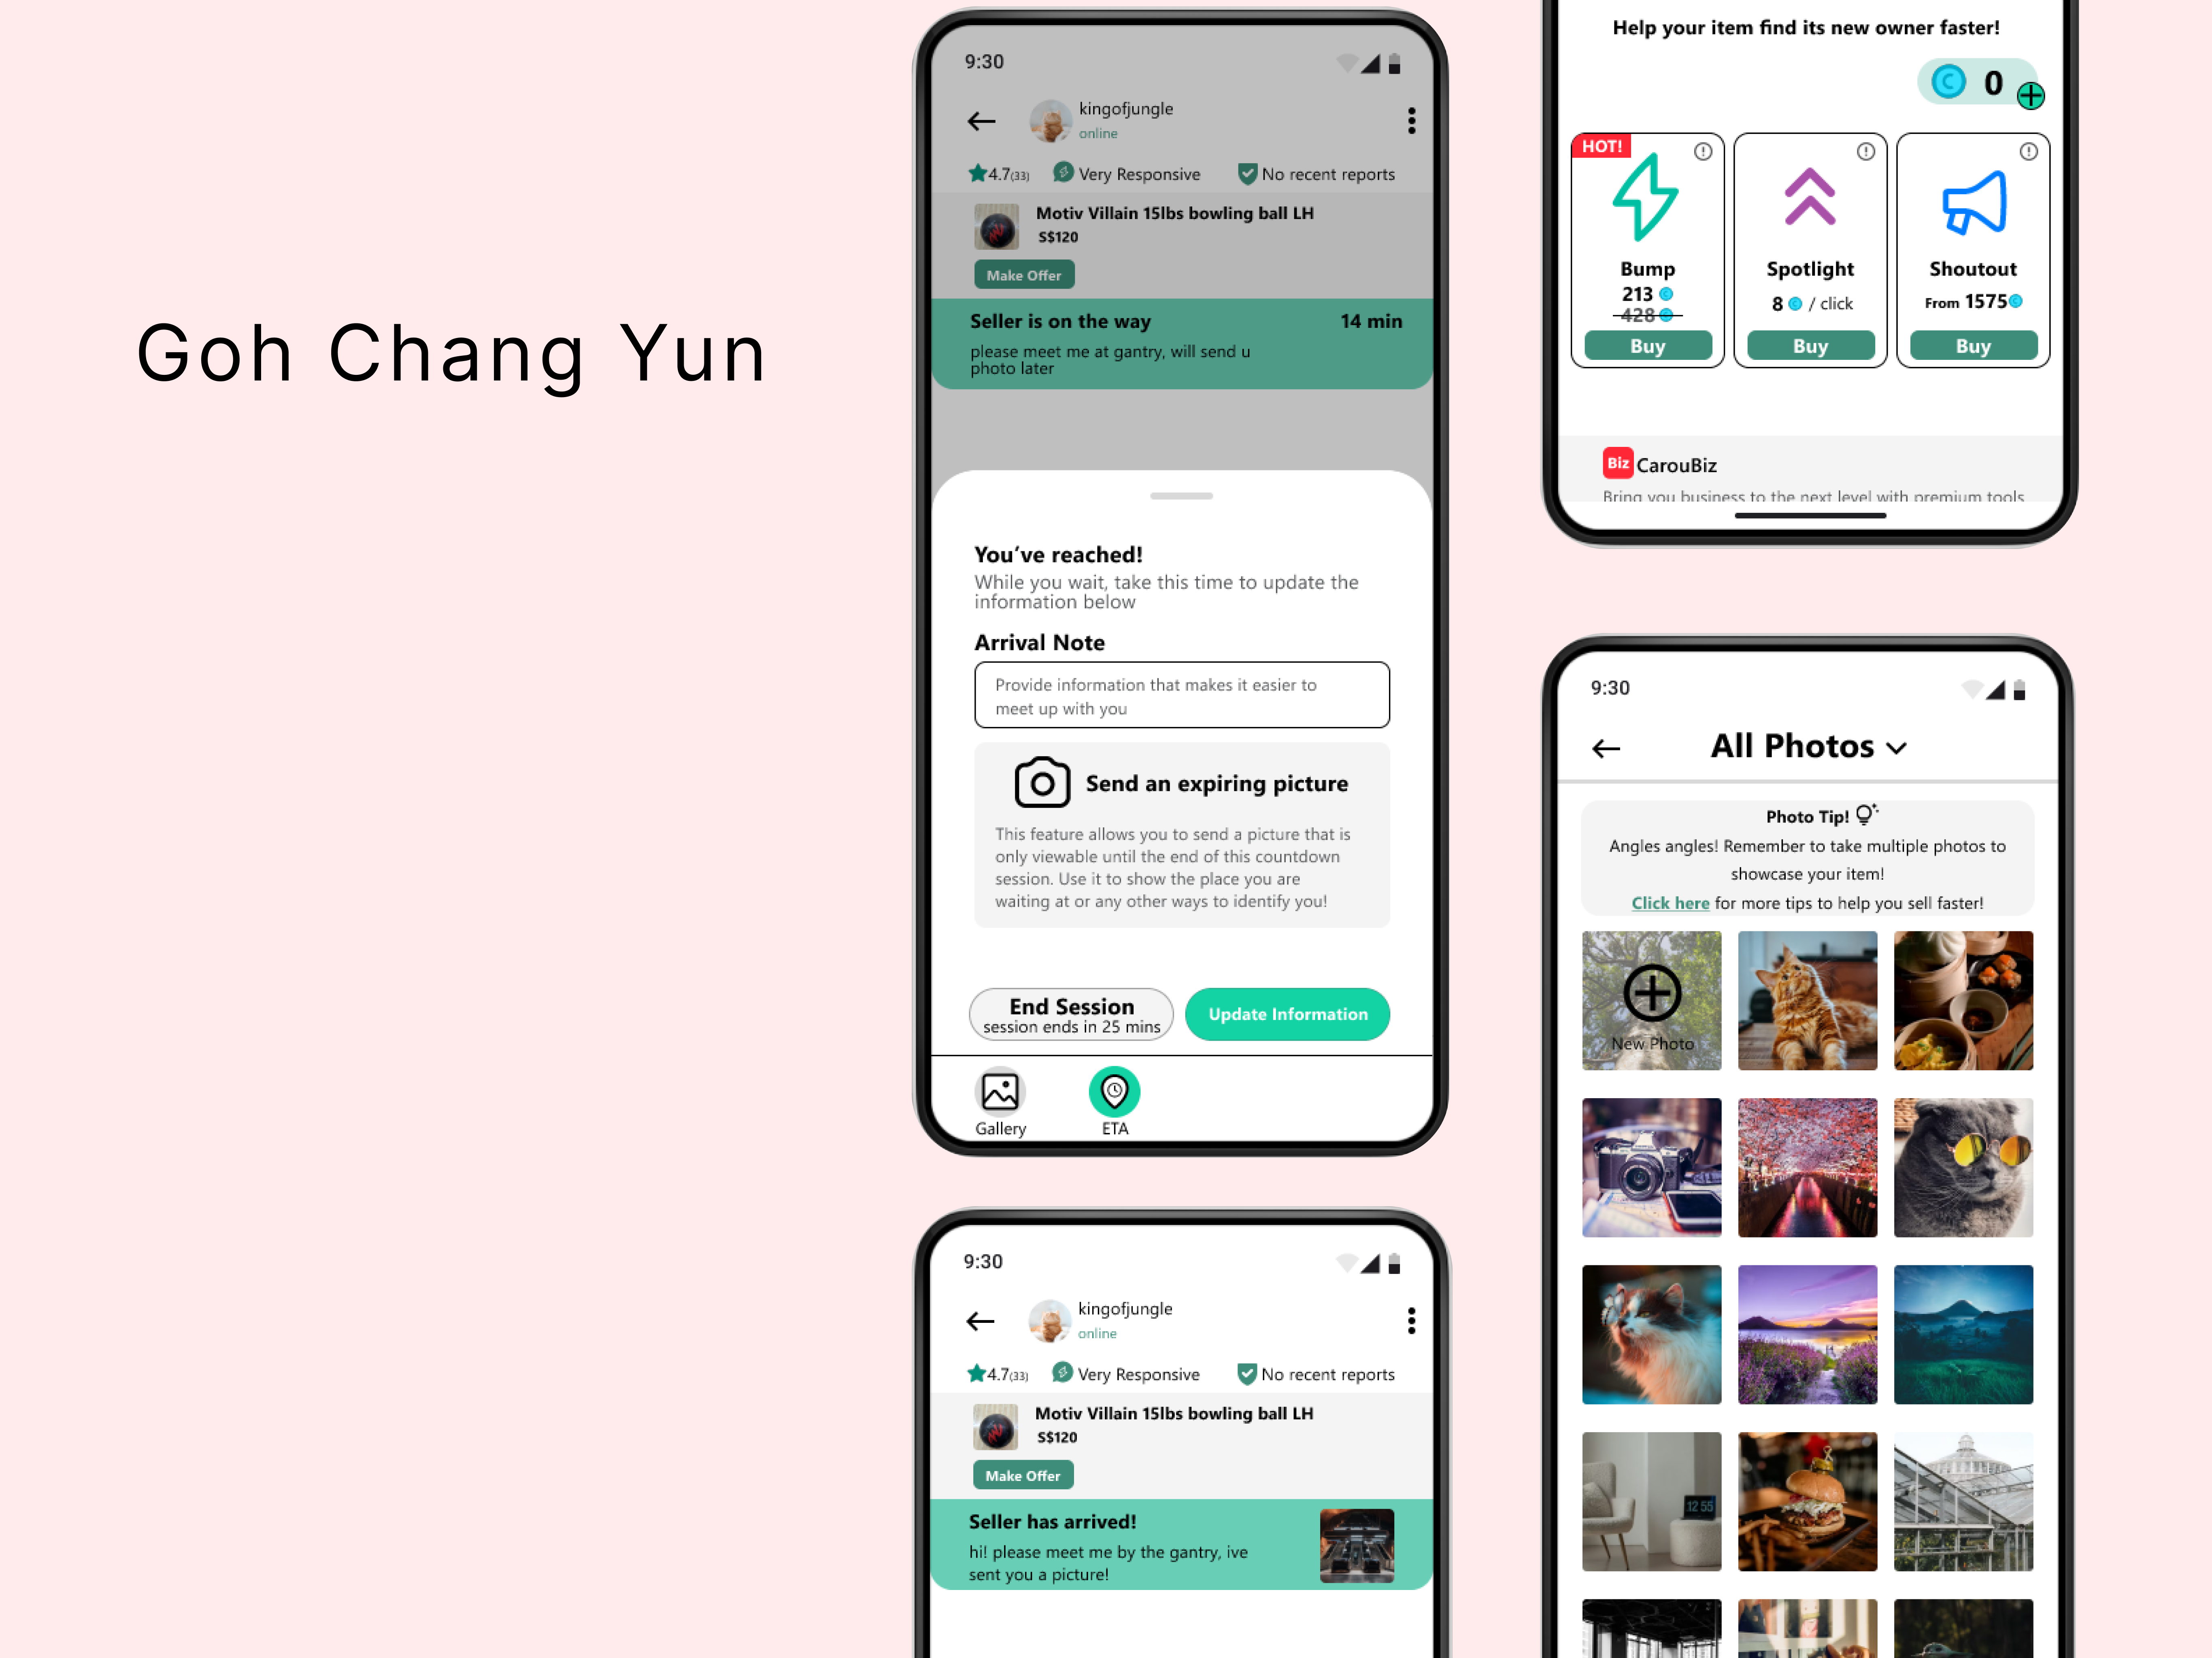 Goh Chang Yun
9:30
kingofjungle
online
4.7(33) Very Responsive No recent reports
Motiv Villain 15lbs bowling ball LH
S$120
Make Offer
Seller is on the way 14 min
please meet me at gantry, will send u
photo later
You’ve reached!
While you wait, take this time to update the
information below
Arrival Note
Provide information that makes it easier to
meet up with you
Send an expiring picture
This feature allows you to send a picture that is
only viewable until the end of this countdown
session. Use it to show the place you are
waiting at or any other ways to identify you!
End Session
session ends in 25 mins
Update Information
Gallery ETA
9:30
kingofjungle
online
4.7(33) Very Responsive No recent reports
Motiv Villain 15lbs bowling ball LH
S$120
Make Offer
Seller has arrived!
hi! please meet me by the gantry, ive
sent you a picture!
Help your item find its new owner faster!
C 0
HOT!
Bump
213 C
428 C
Buy
Spotlight
8 C / click
Buy
Shoutout
From 1575 C
Buy
Biz CarouBiz
Bring you business to the next level with premium tools
9:30
All Photos
Photo Tip!
Angles angles! Remember to take multiple photos to
showcase your item!
Click here for more tips to help you sell faster!
New Photo
12 55